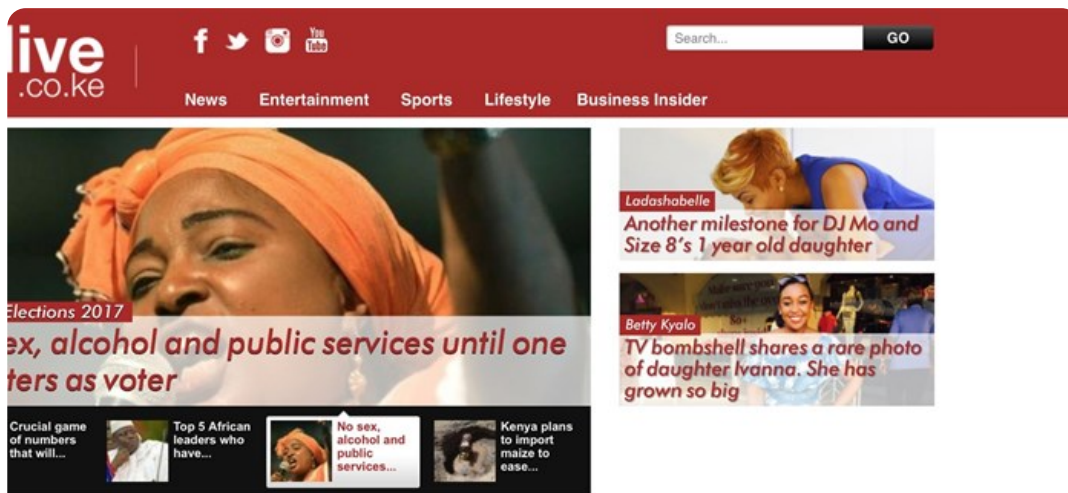 live
.co.ke
You
Tube
Search...
GO
News
Entertainment
Sports
Lifestyle
Business Insider
Elections 2017
ex, alcohol and public services until one
ters as voter
Crucial game
of numbers
that will...
Top 5 African
leaders who
have...
No sex,
alcohol and
public
services...
Kenya plans
to import
maize to
ease...
Ladashabelle
Another milestone for DJ Mo and
Size 8's 1 year old daughter
Betty Kyalo
TV bombshell shares a rare photo
of daughter Ivanna. She has
grown so big